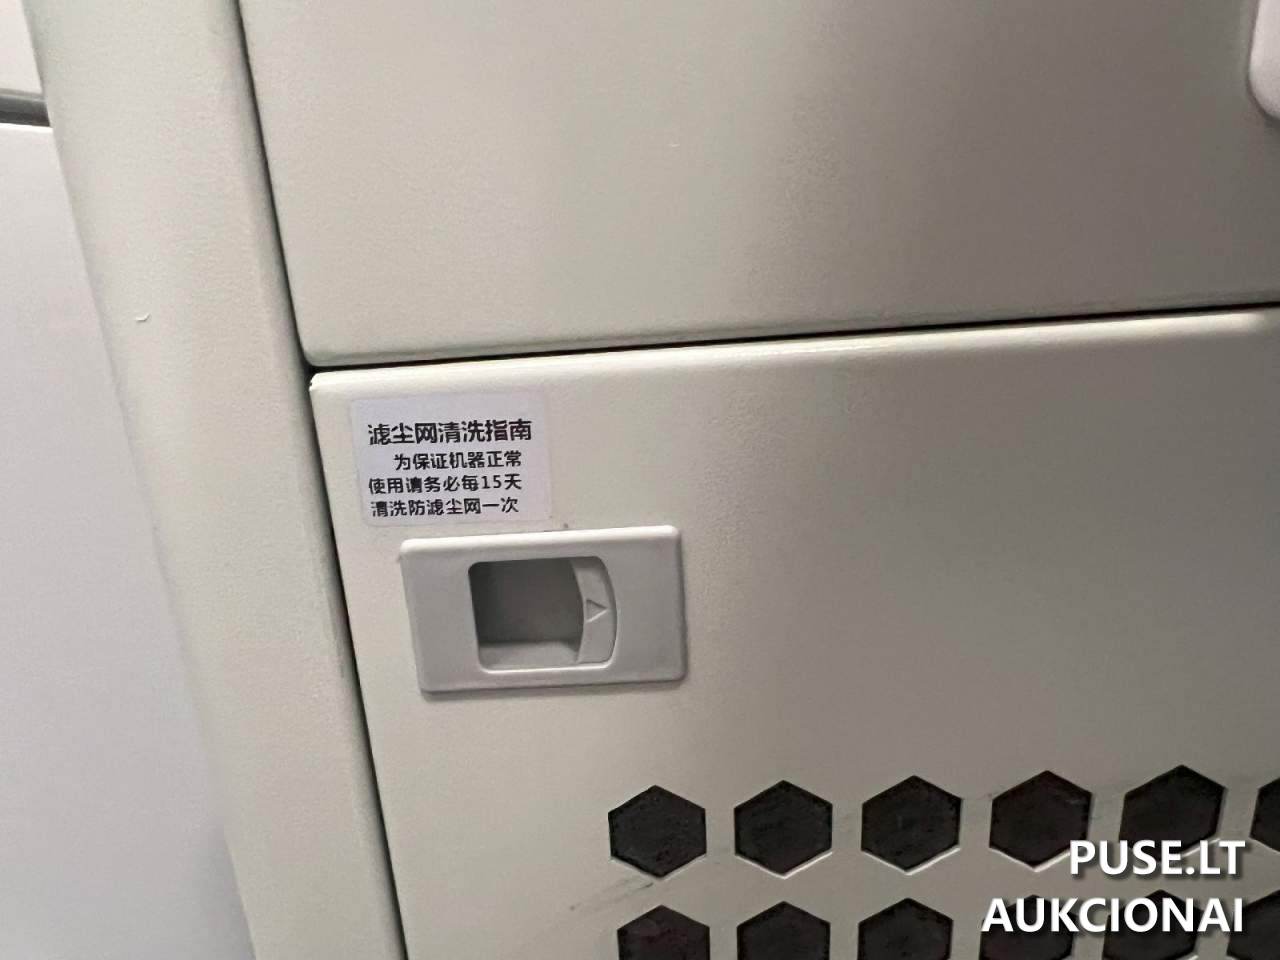 滤尘网清洗指南
为保证机器正常
使用请务必每15天
清洗防滤尘网一次
PUSE.LT
AUKCIONAI